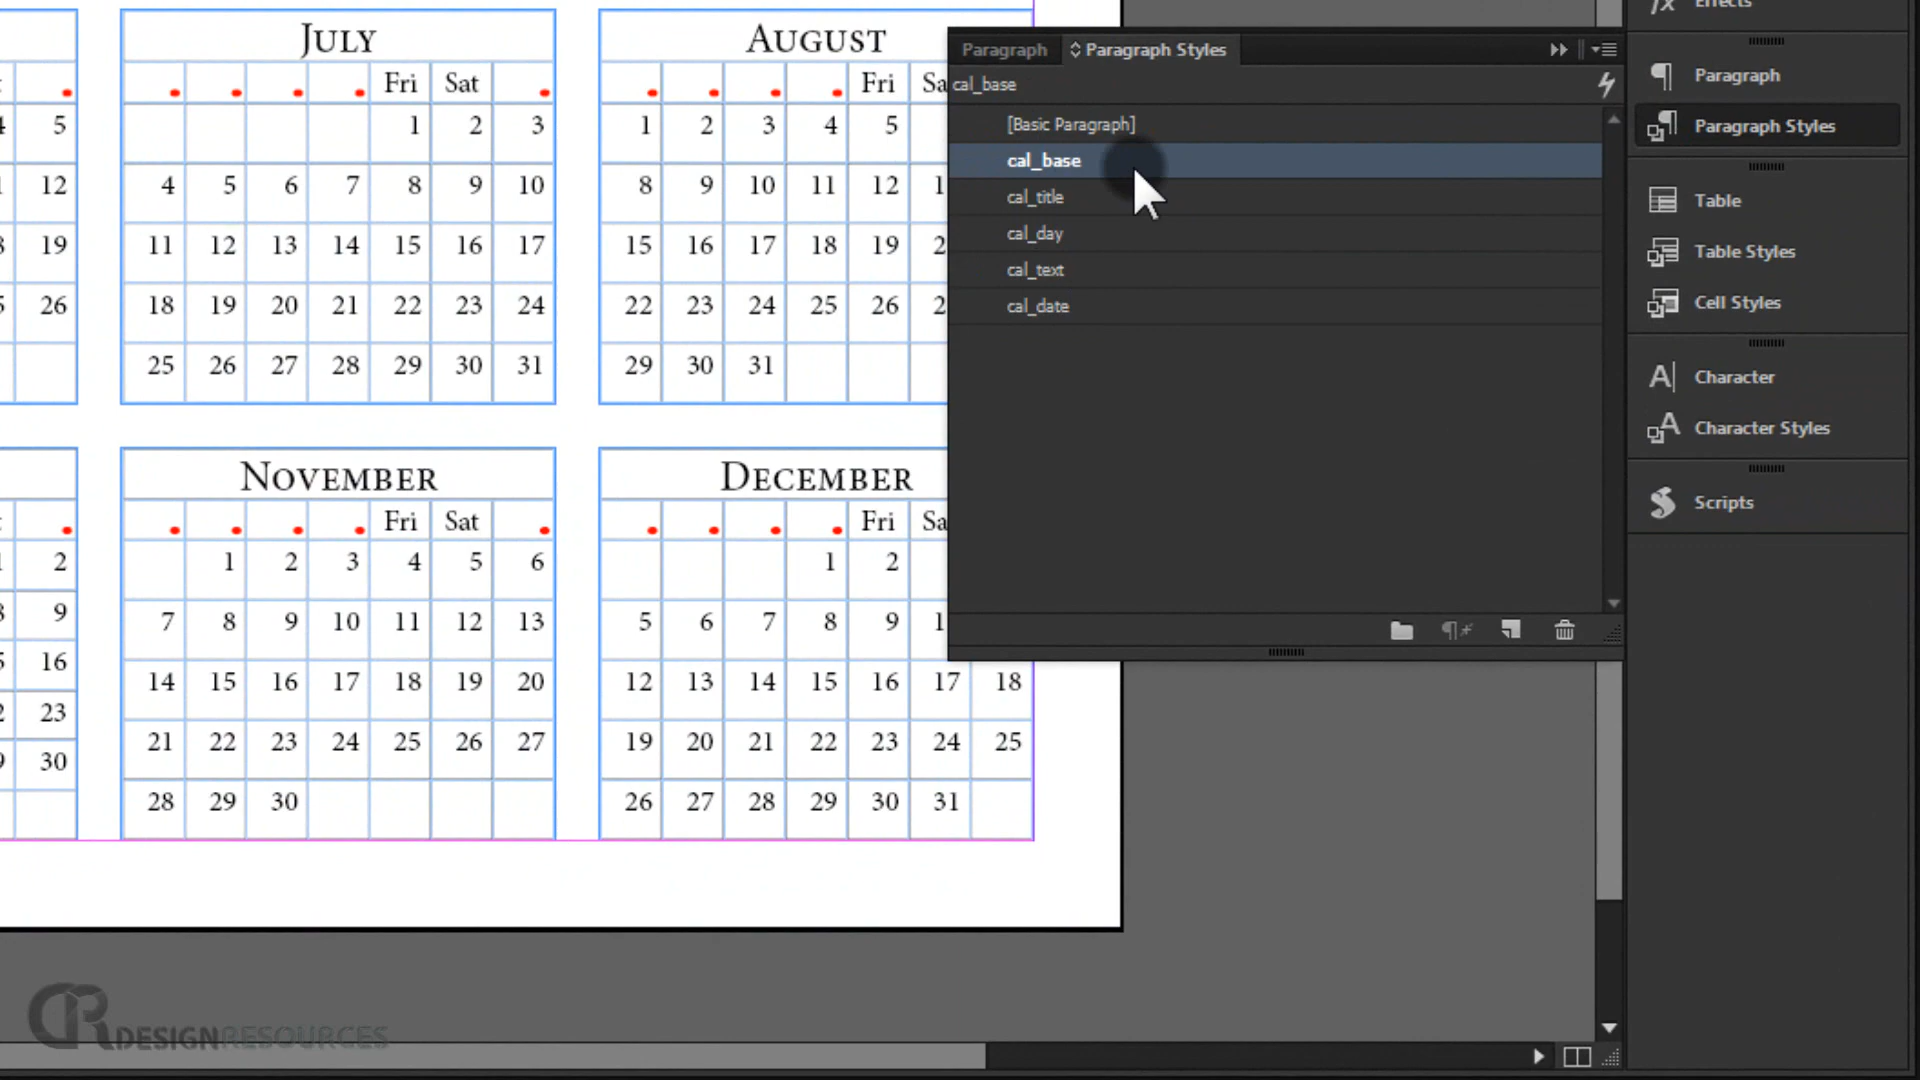 JULY
Fri Sat
1 2 3
4 5 6 7 8 9 10
11 12 13 14 15 16 17
18 19 20 21 22 23 24
25 26 27 28 29 30 31
AUGUST
Fri Sa
1 2 3 4 5
8 9 10 11 12 1
15 16 17 18 19 2
22 23 24 25 26 2
29 30 31
5
12
19
26
NOVEMBER
Fri Sat
1 2 3 4 5 6
7 8 9 10 11 12 13
14 15 16 17 18 19 20
21 22 23 24 25 26 27
28 29 30
DECEMBER
Fri Sa
1 2
5 6 7 8 9 1
12 13 14 15 16 17 18
19 20 21 22 23 24 25
26 27 28 29 30 31
2
9
16
23
30
Paragraph Paragraph Styles
cal_base
[Basic Paragraph]
cal_base
cal_title
cal_day
cal_text
cal_date
Effects
Paragraph
Paragraph Styles
Table
Table Styles
Cell Styles
Character
Character Styles
Scripts
DR DESIGNRESOURCES